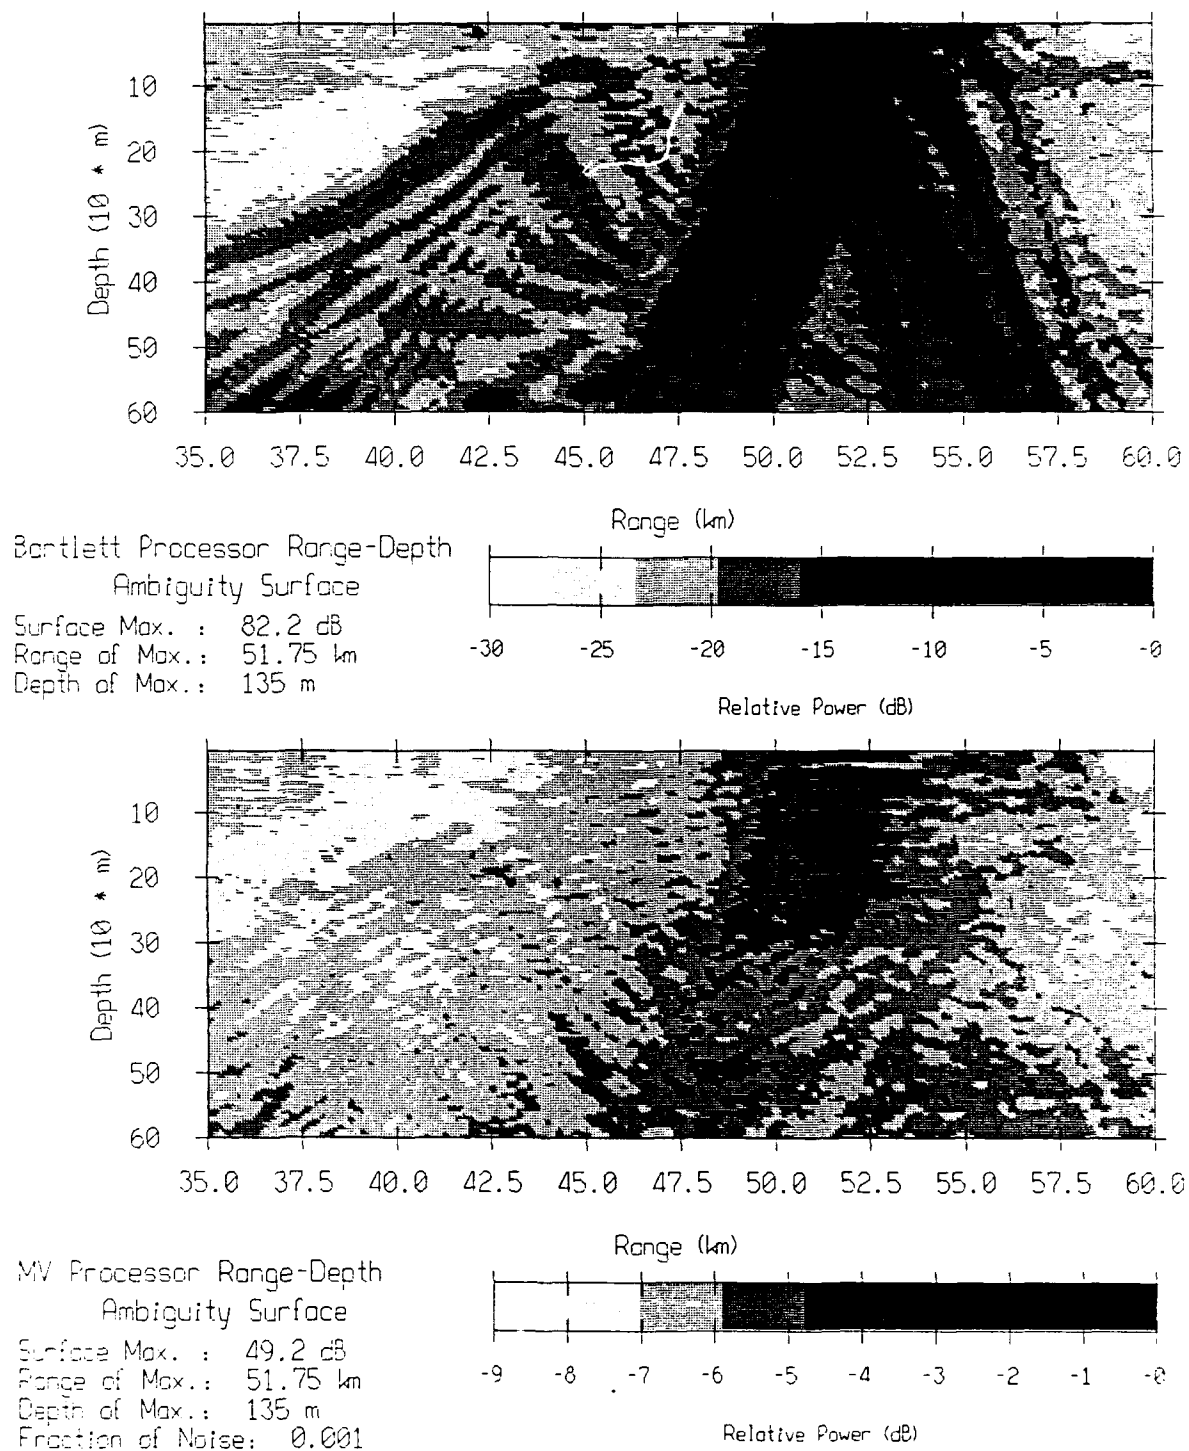 10
20
30
40
50
60
Depth (10 * m)
35.0 37.5 40.0 42.5 45.0 47.5 50.0 52.5 55.0 57.5 60.0
Range (km)
Bartlett Processor Range-Depth
Ambiguity Surface
Surface Max. : 82.2 dB
Range of Max.: 51.75 km
Depth of Max.: 135 m
-30 -25 -20 -15 -10 -5 -0
Relative Power (dB)
10
20
30
40
50
60
Depth (10 * m)
35.0 37.5 40.0 42.5 45.0 47.5 50.0 52.5 55.0 57.5 60.0
Range (km)
MV Processor Range-Depth
Ambiguity Surface
Surface Max. : 49.2 dB
Range of Max.: 51.75 km
Depth of Max.: 135 m
Fraction of Noise: 0.001
-9 -8 -7 -6 -5 -4 -3 -2 -1 -0
Relative Power (dB)